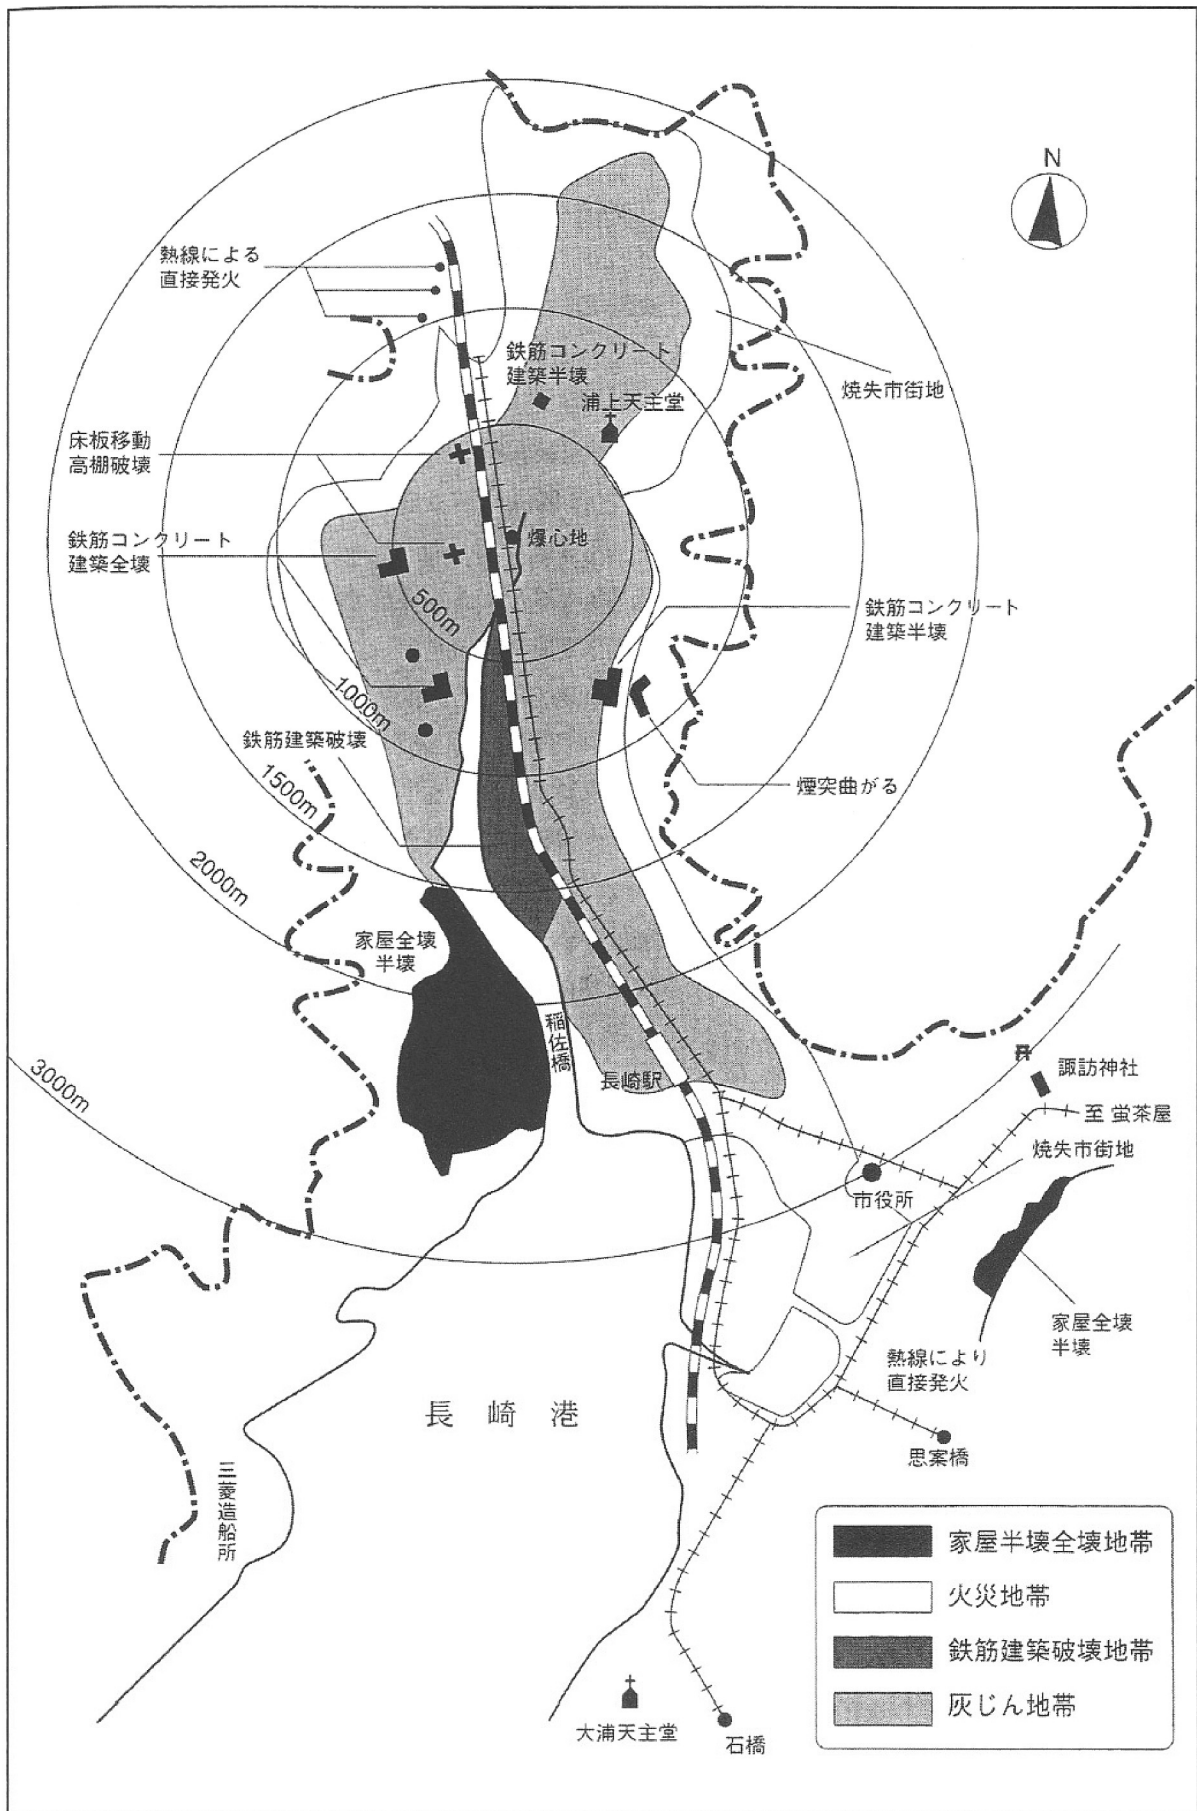 N
熱線による
直接発火
鉄筋コンクリート
建築半壊
浦上天主堂
焼失市街地
床板移動
高棚破壊
鉄筋コンクリート
建築全壊
爆心地
500m
鉄筋コンクリート
建築半壊
1000m
鉄筋建築破壊
煙突曲がる
1500m
2000m
家屋全壊
半壊
稲佐橋
長崎駅
3000m
諏訪神社
至 蛍茶屋
焼失市街地
市役所
家屋全壊
半壊
熱線により
直接発火
長崎港
思案橋
三菱造船所
大浦天主堂
石橋
家屋半壊全壊地帯
火災地帯
鉄筋建築破壊地帯
灰じん地帯